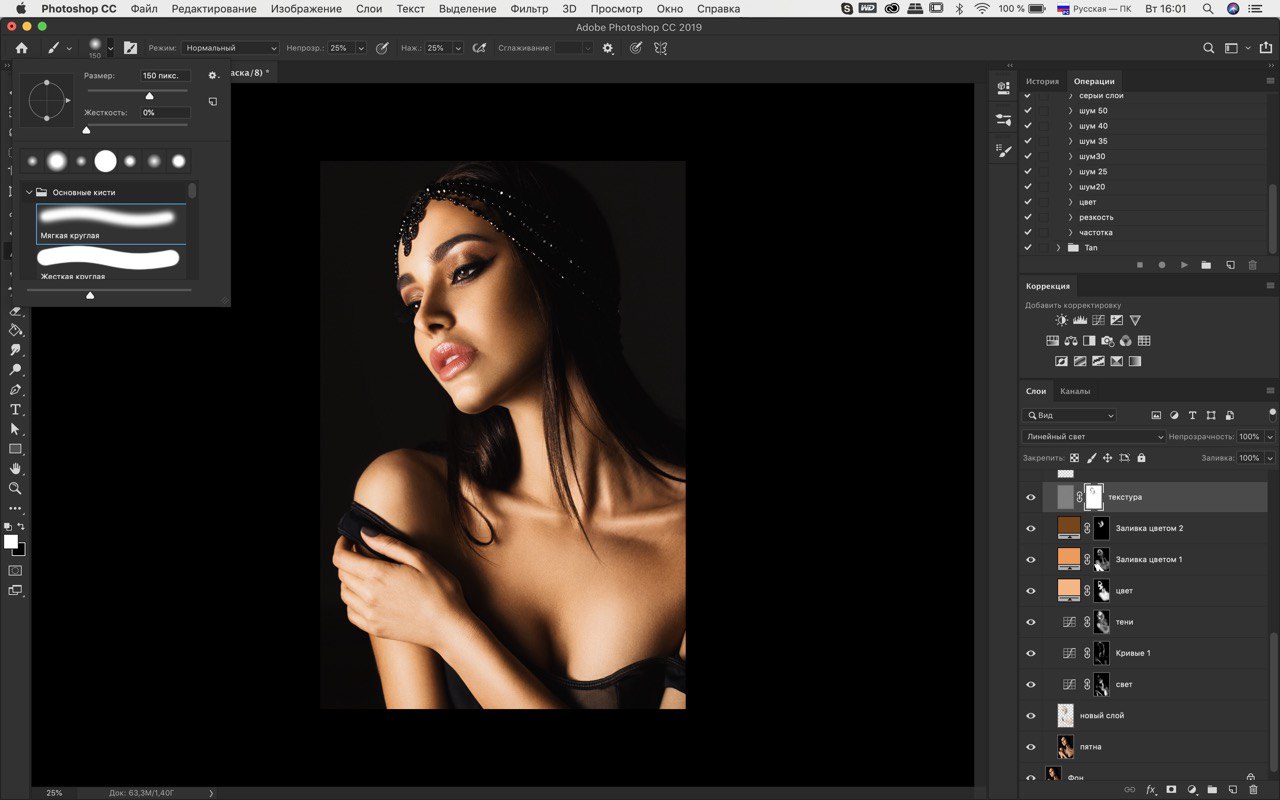 Photoshop CC Файл Редактирование Изображение Слои Текст Выделение Фильтр 3D Просмотр Окно Справка 100 % Русская — ПК Вт 16:01
Adobe Photoshop CC 2019
150 Режим: Нормальный Непрозр.: 25% Наж.: 25% Сглаживание:
аска/8) *
Размер: 150 пикс.
Жесткость: 0%
Основные кисти
Мягкая круглая
Жесткая круглая
История Операции
серый слой
шум 50
шум 40
шум 35
шум30
шум 25
шум20
цвет
резкость
частотка
Tan
Коррекция
Добавить корректировку
Слои Каналы
Вид
Линейный свет Непрозрачность: 100%
Закрепить: Заливка: 100%
текстура
Заливка цветом 2
Заливка цветом 1
цвет
тени
Кривые 1
свет
новый слой
пятна
Фон
25% Док: 63,3M/1,40Г